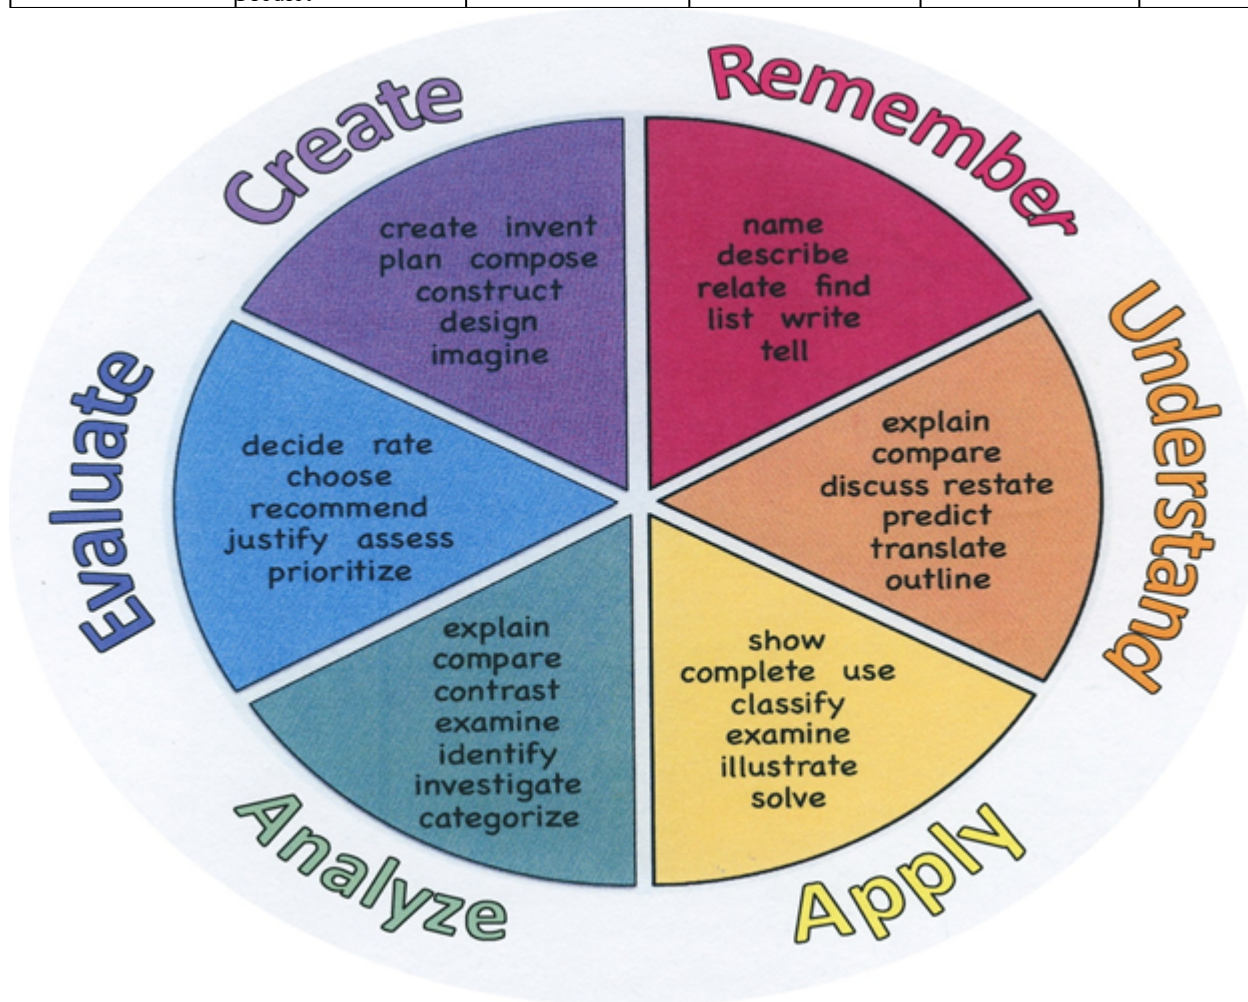 Create
Remember
create invent
plan compose
construct
design
imagine
name
describe
relate find
list write
tell
Understand
explain
compare
discuss restate
predict
translate
outline
Evaluate
decide rate
choose
recommend
justify assess
prioritize
explain
compare
contrast
examine
identify
investigate
categorize
Analyze
show
complete use
classify
examine
illustrate
solve
Apply